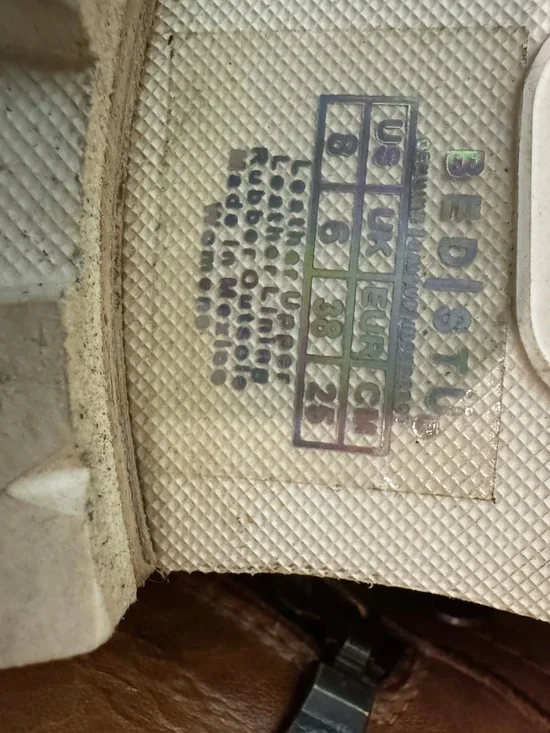 BED|STÜ
US UK EUR CM
8 6 38 25
Leather Upper
Leather Lining
Rubber Outsole
Made in Mexico
Womens